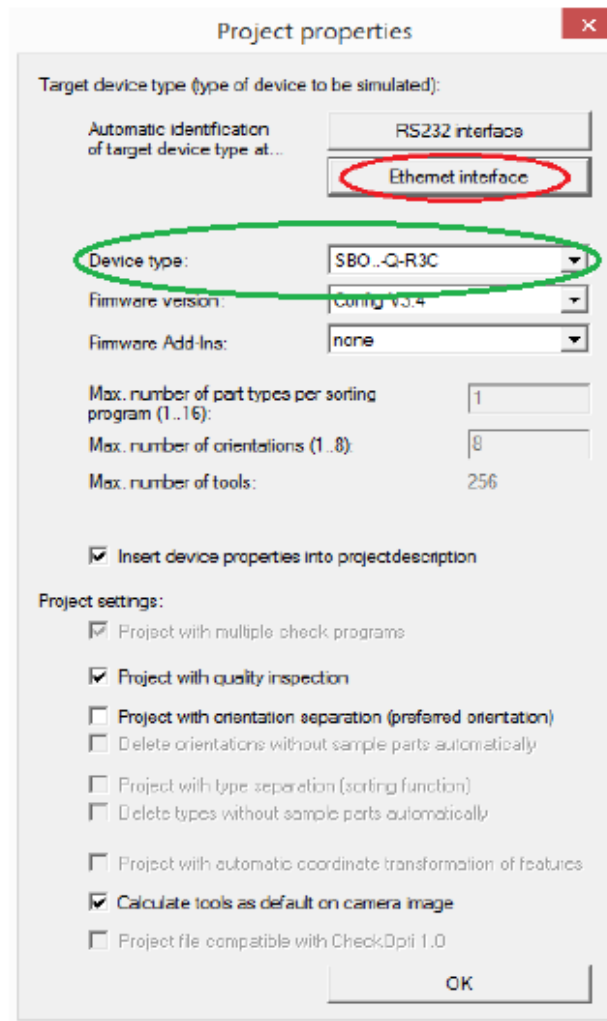 Project properties
Target device type (type of device to be simulated):
Automatic identification
of target device type at...
RS232 interface
Ethernet interface
Device type:
SBO..-Q-R3C
Firmware version:
Config V3.4
Firmware Add-Ins:
none
Max. number of part types per sorting
program (1..16):
1
Max. number of orientations (1..8):
8
Max. number of tools:
256
Insert device properties into projectdescription
Project settings:
Project with multiple check programs
Project with quality inspection
Project with orientation separation (preferred orientation)
Delete orientations without sample parts automatically
Project with type separation (sorting function)
Delete types without sample parts automatically
Project with automatic coordinate transformation of features
Calculate tools as default on camera image
Project file compatible with CheckOpti 1.0
OK